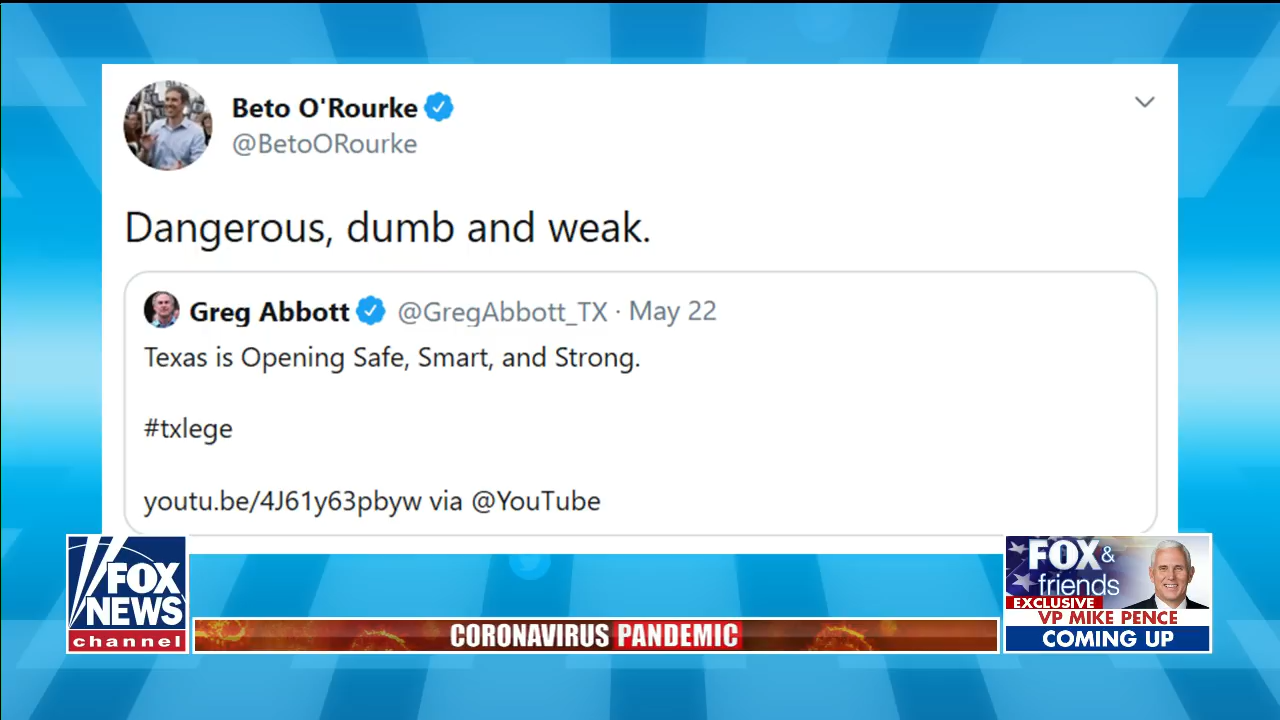 Beto O'Rourke
@BetoORourke
Dangerous, dumb and weak.
Greg Abbott @GregAbbott_TX · May 22
Texas is Opening Safe, Smart, and Strong.
#txlege
youtu.be/4J61y63pbyw via @YouTube
FOX
NEWS
channel
CORONAVIRUS PANDEMIC
FOX &
friends
EXCLUSIVE
VP MIKE PENCE
COMING UP